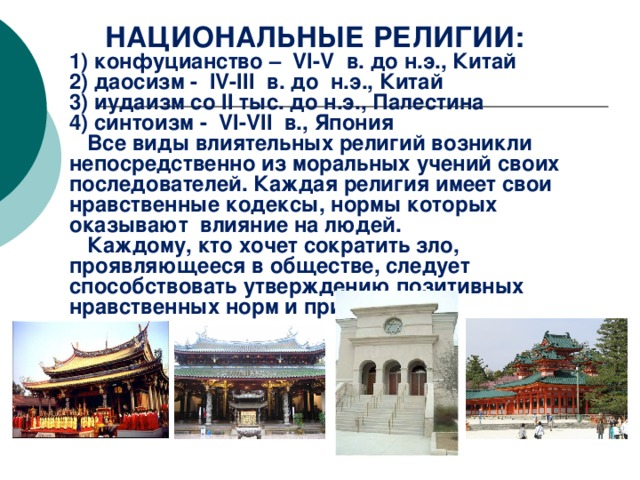 НАЦИОНАЛЬНЫЕ РЕЛИГИИ:
1) конфуцианство – VI-V в. до н.э., Китай
2) даосизм - IV-III в. до н.э., Китай
3) иудаизм со II тыс. до н.э., Палестина
4) синтоизм - VI-VII в., Япония
Все виды влиятельных религий возникли
непосредственно из моральных учений своих
последователей. Каждая религия имеет свои
нравственные кодексы, нормы которых
оказывают влияние на людей.
Каждому, кто хочет сократить зло,
проявляющееся в обществе, следует
способствовать утверждению позитивных
нравственных норм и